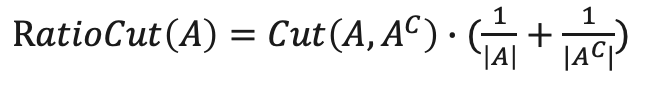 RatioCut(A) = Cut(A, A^C) · (1/|A| + 1/|A^C|)